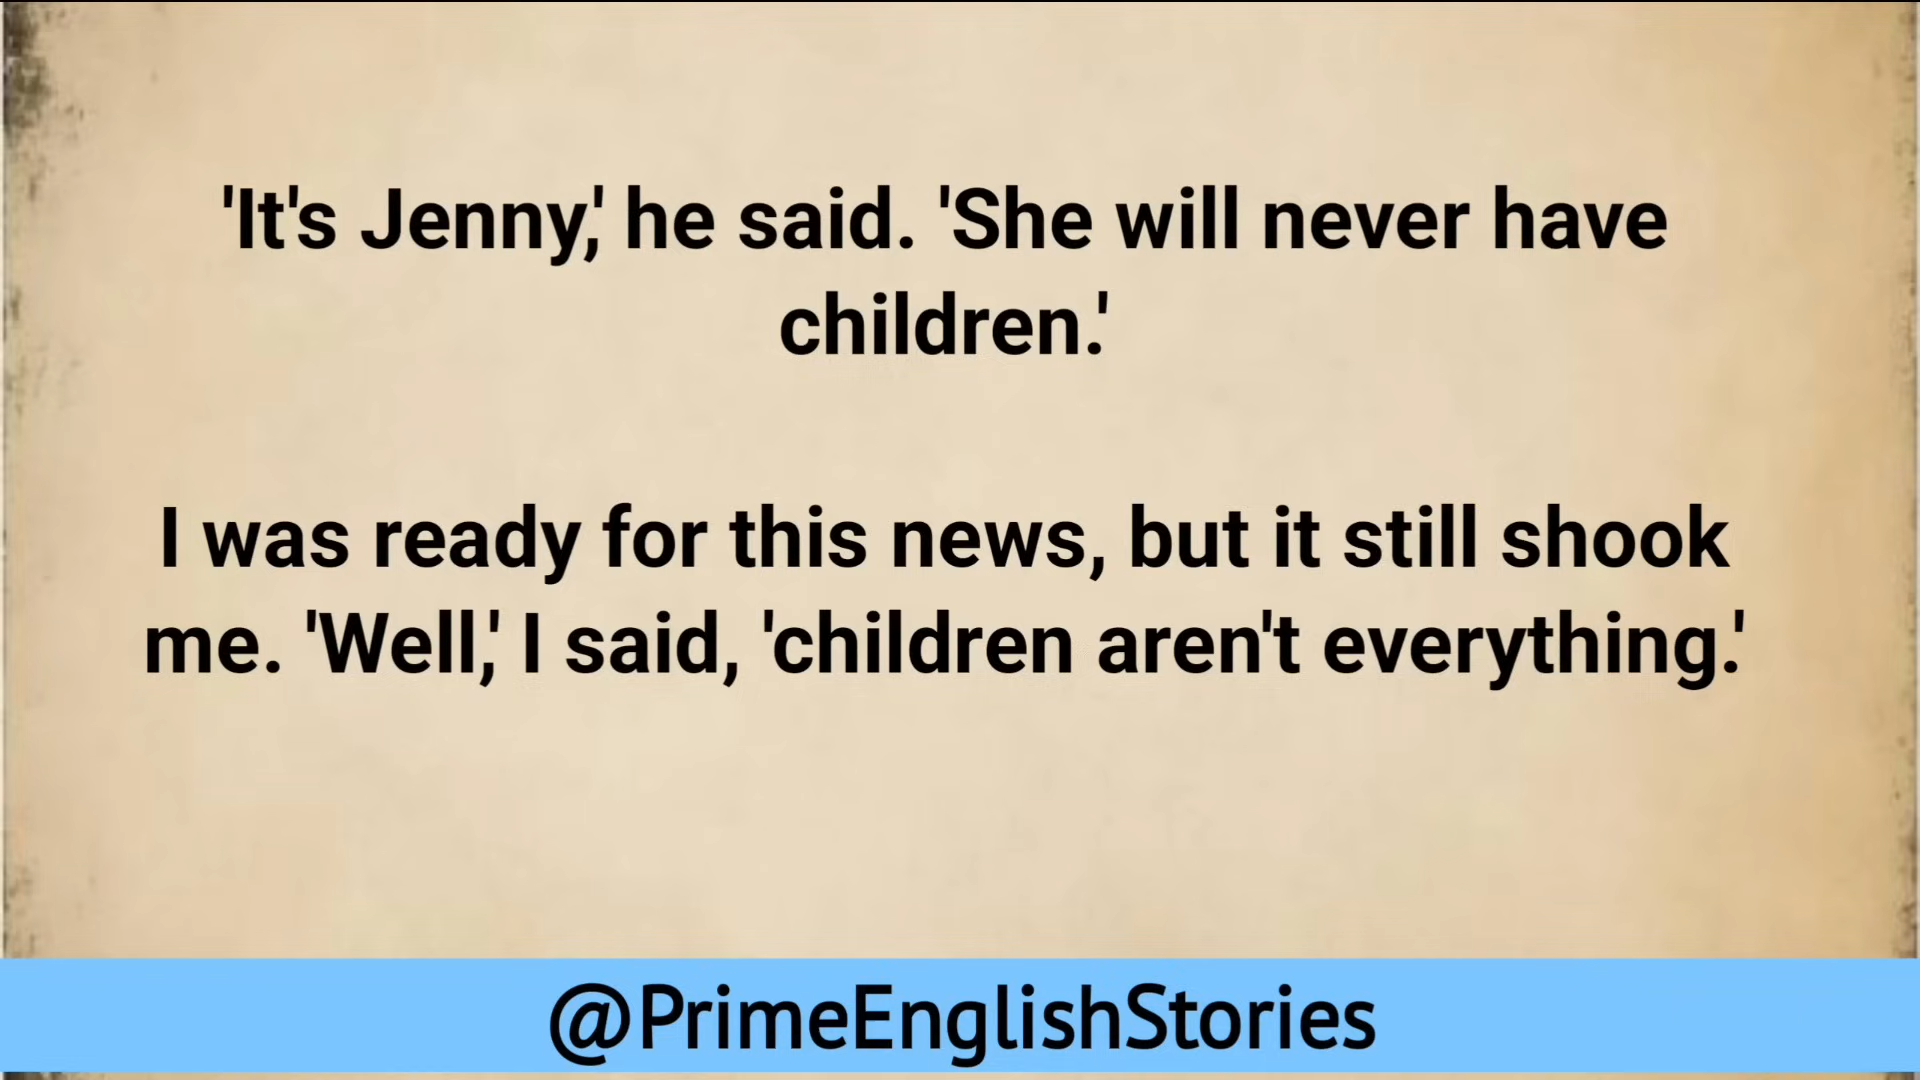 'It's Jenny,' he said. 'She will never have
children.'
I was ready for this news, but it still shook
me. 'Well,' I said, 'children aren't everything.'
@PrimeEnglishStories